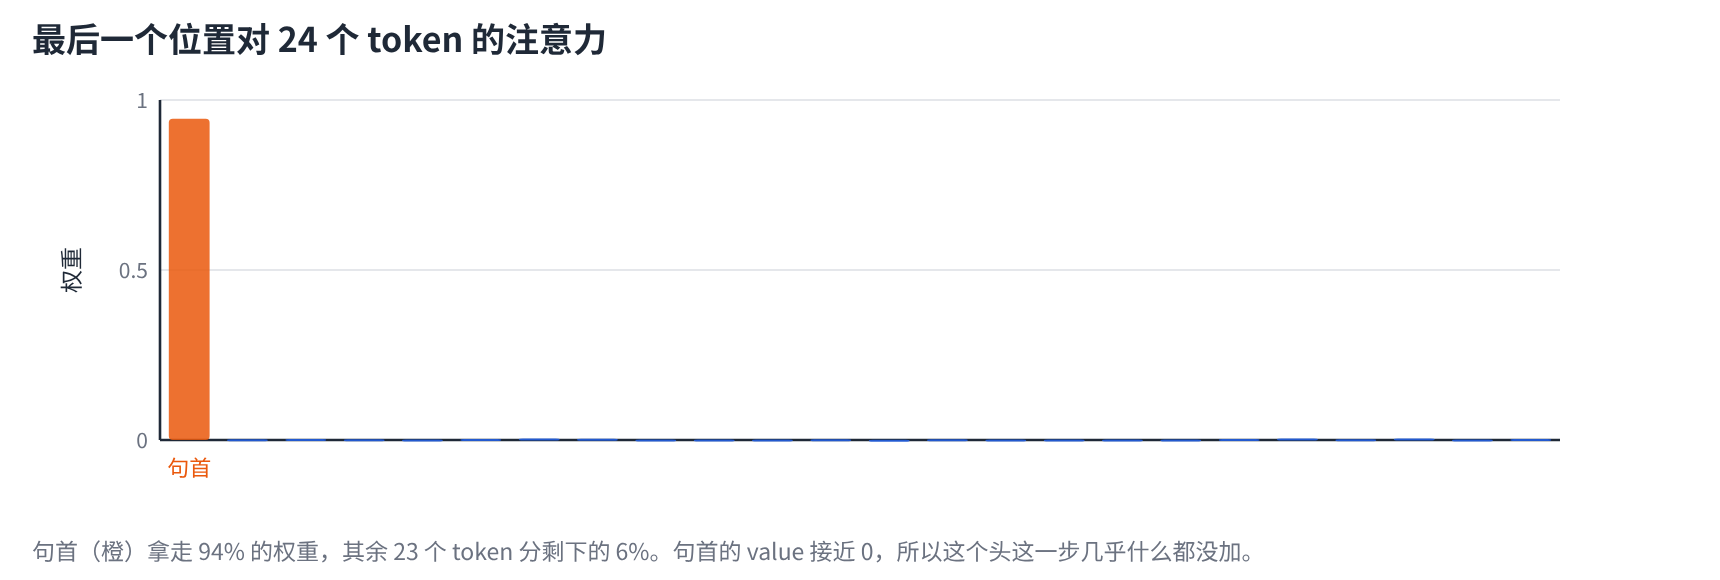 最后一个位置对 24 个 token 的注意力
1
权重
0.5
0
句首
句首（橙）拿走 94% 的权重，其余 23 个 token 分剩下的 6%。句首的 value 接近 0，所以这个头这一步几乎什么都没加。